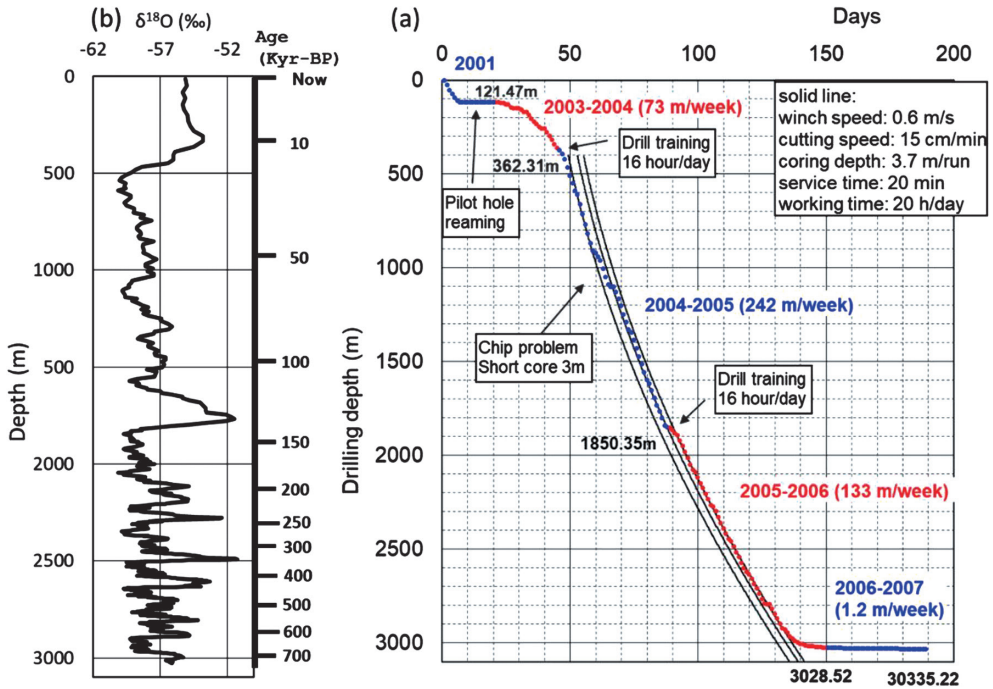 (b)
δ¹⁸O (‰)
-62 -57 -52
Age
(Kyr-BP)
0
500
1000
1500
2000
2500
3000
Depth (m)
Now
10
50
100
150
200
250
300
400
500
600
700
(a)
Days
0 50 100 150 200
0
500
1000
1500
2000
2500
3000
Drilling depth (m)
2001
121.47m
2003-2004 (73 m/week)
solid line:
winch speed: 0.6 m/s
cutting speed: 15 cm/min
coring depth: 3.7 m/run
service time: 20 min
working time: 20 h/day
Drill training
16 hour/day
362.31m
Pilot hole
reaming
2004-2005 (242 m/week)
Chip problem
Short core 3m
Drill training
16 hour/day
1850.35m
2005-2006 (133 m/week)
2006-2007
(1.2 m/week)
3028.52
30335.22